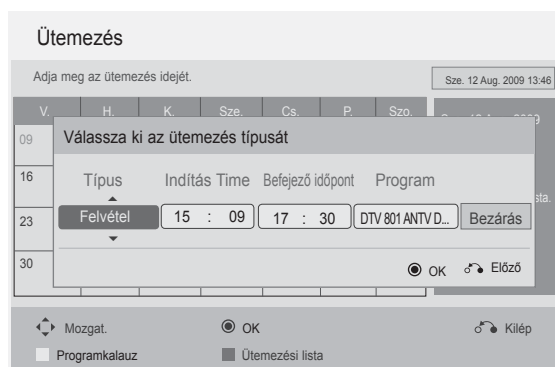 Ütemezés
Adja meg az ütemezés idejét.
Sze. 12 Aug. 2009 13:46
V. H. K. Sze. Cs. P. Szo.
09
Válassza ki az ütemezés típusát
16
Típus Indítás Time Befejező időpont Program
sta.
23
Felvétel 15 : 09 17 : 30 DTV 801 ANTV D... Bezárás
30
OK Előző
Mozgat. OK Kilép
Programkalauz Ütemezési lista